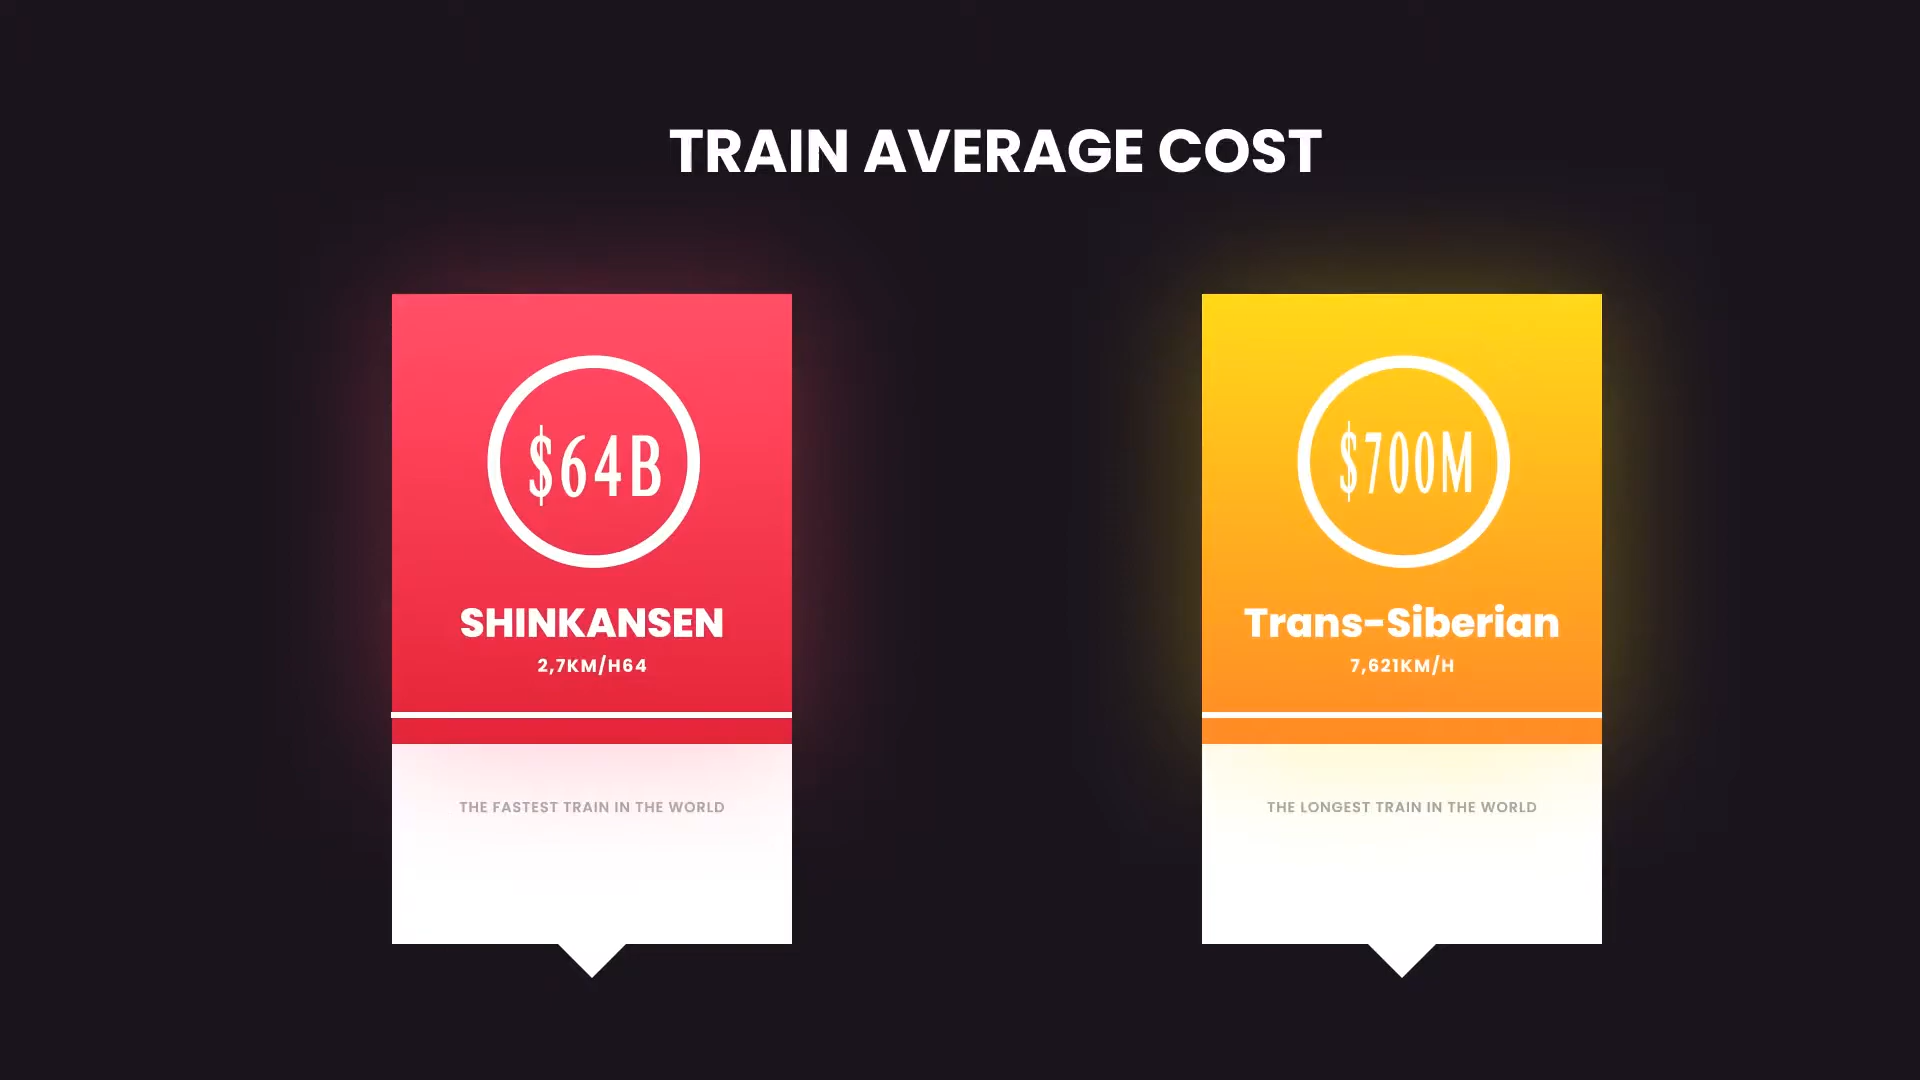 TRAIN AVERAGE COST
$64B
SHINKANSEN
2,7KM/H64
THE FASTEST TRAIN IN THE WORLD
$700M
Trans-Siberian
7,621KM/H
THE LONGEST TRAIN IN THE WORLD